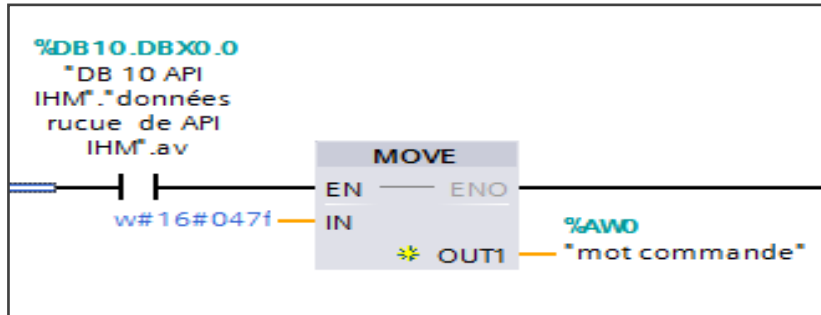 %DB10.DBX0.0
"DB 10 API
IHM"."données
rucue de API
IHM".av
MOVE
EN ENO
w#16#047f IN
%AW0
OUT1 "mot commande"